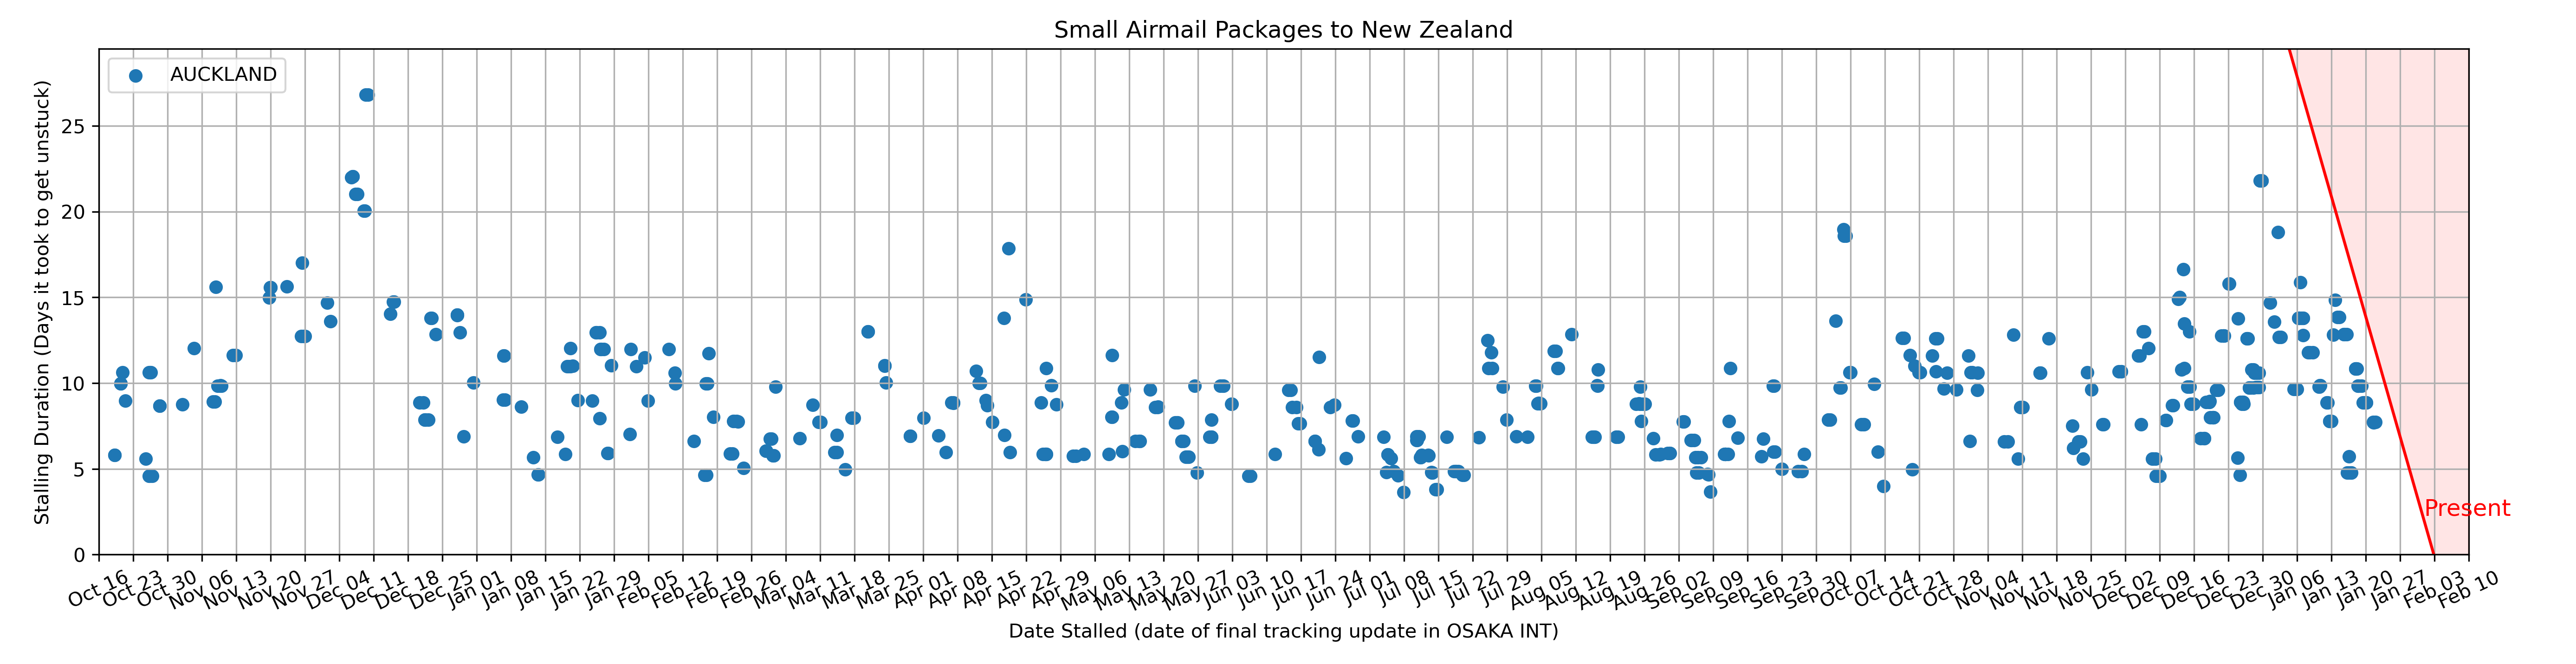 Small Airmail Packages to New Zealand
AUCKLAND
Stalling Duration (Days it took to get unstuck)
25
20
15
10
5
0
Present
Oct 16 Oct 23 Oct 30 Nov 06 Nov 13 Nov 20 Nov 27 Dec 04 Dec 11 Dec 18 Dec 25 Jan 01 Jan 08 Jan 15 Jan 22 Jan 29 Feb 05 Feb 12 Feb 19 Feb 26 Mar 04 Mar 11 Mar 18 Mar 25 Apr 01 Apr 08 Apr 15 Apr 22 Apr 29 May 06 May 13 May 20 May 27 Jun 03 Jun 10 Jun 17 Jun 24 Jul 01 Jul 08 Jul 15 Jul 22 Jul 29 Aug 05 Aug 12 Aug 19 Aug 26 Sep 02 Sep 09 Sep 16 Sep 23 Sep 30 Oct 07 Oct 14 Oct 21 Oct 28 Nov 04 Nov 11 Nov 18 Nov 25 Dec 02 Dec 09 Dec 16 Dec 23 Dec 30 Jan 06 Jan 13 Jan 20 Jan 27 Feb 03 Feb 10
Date Stalled (date of final tracking update in OSAKA INT)